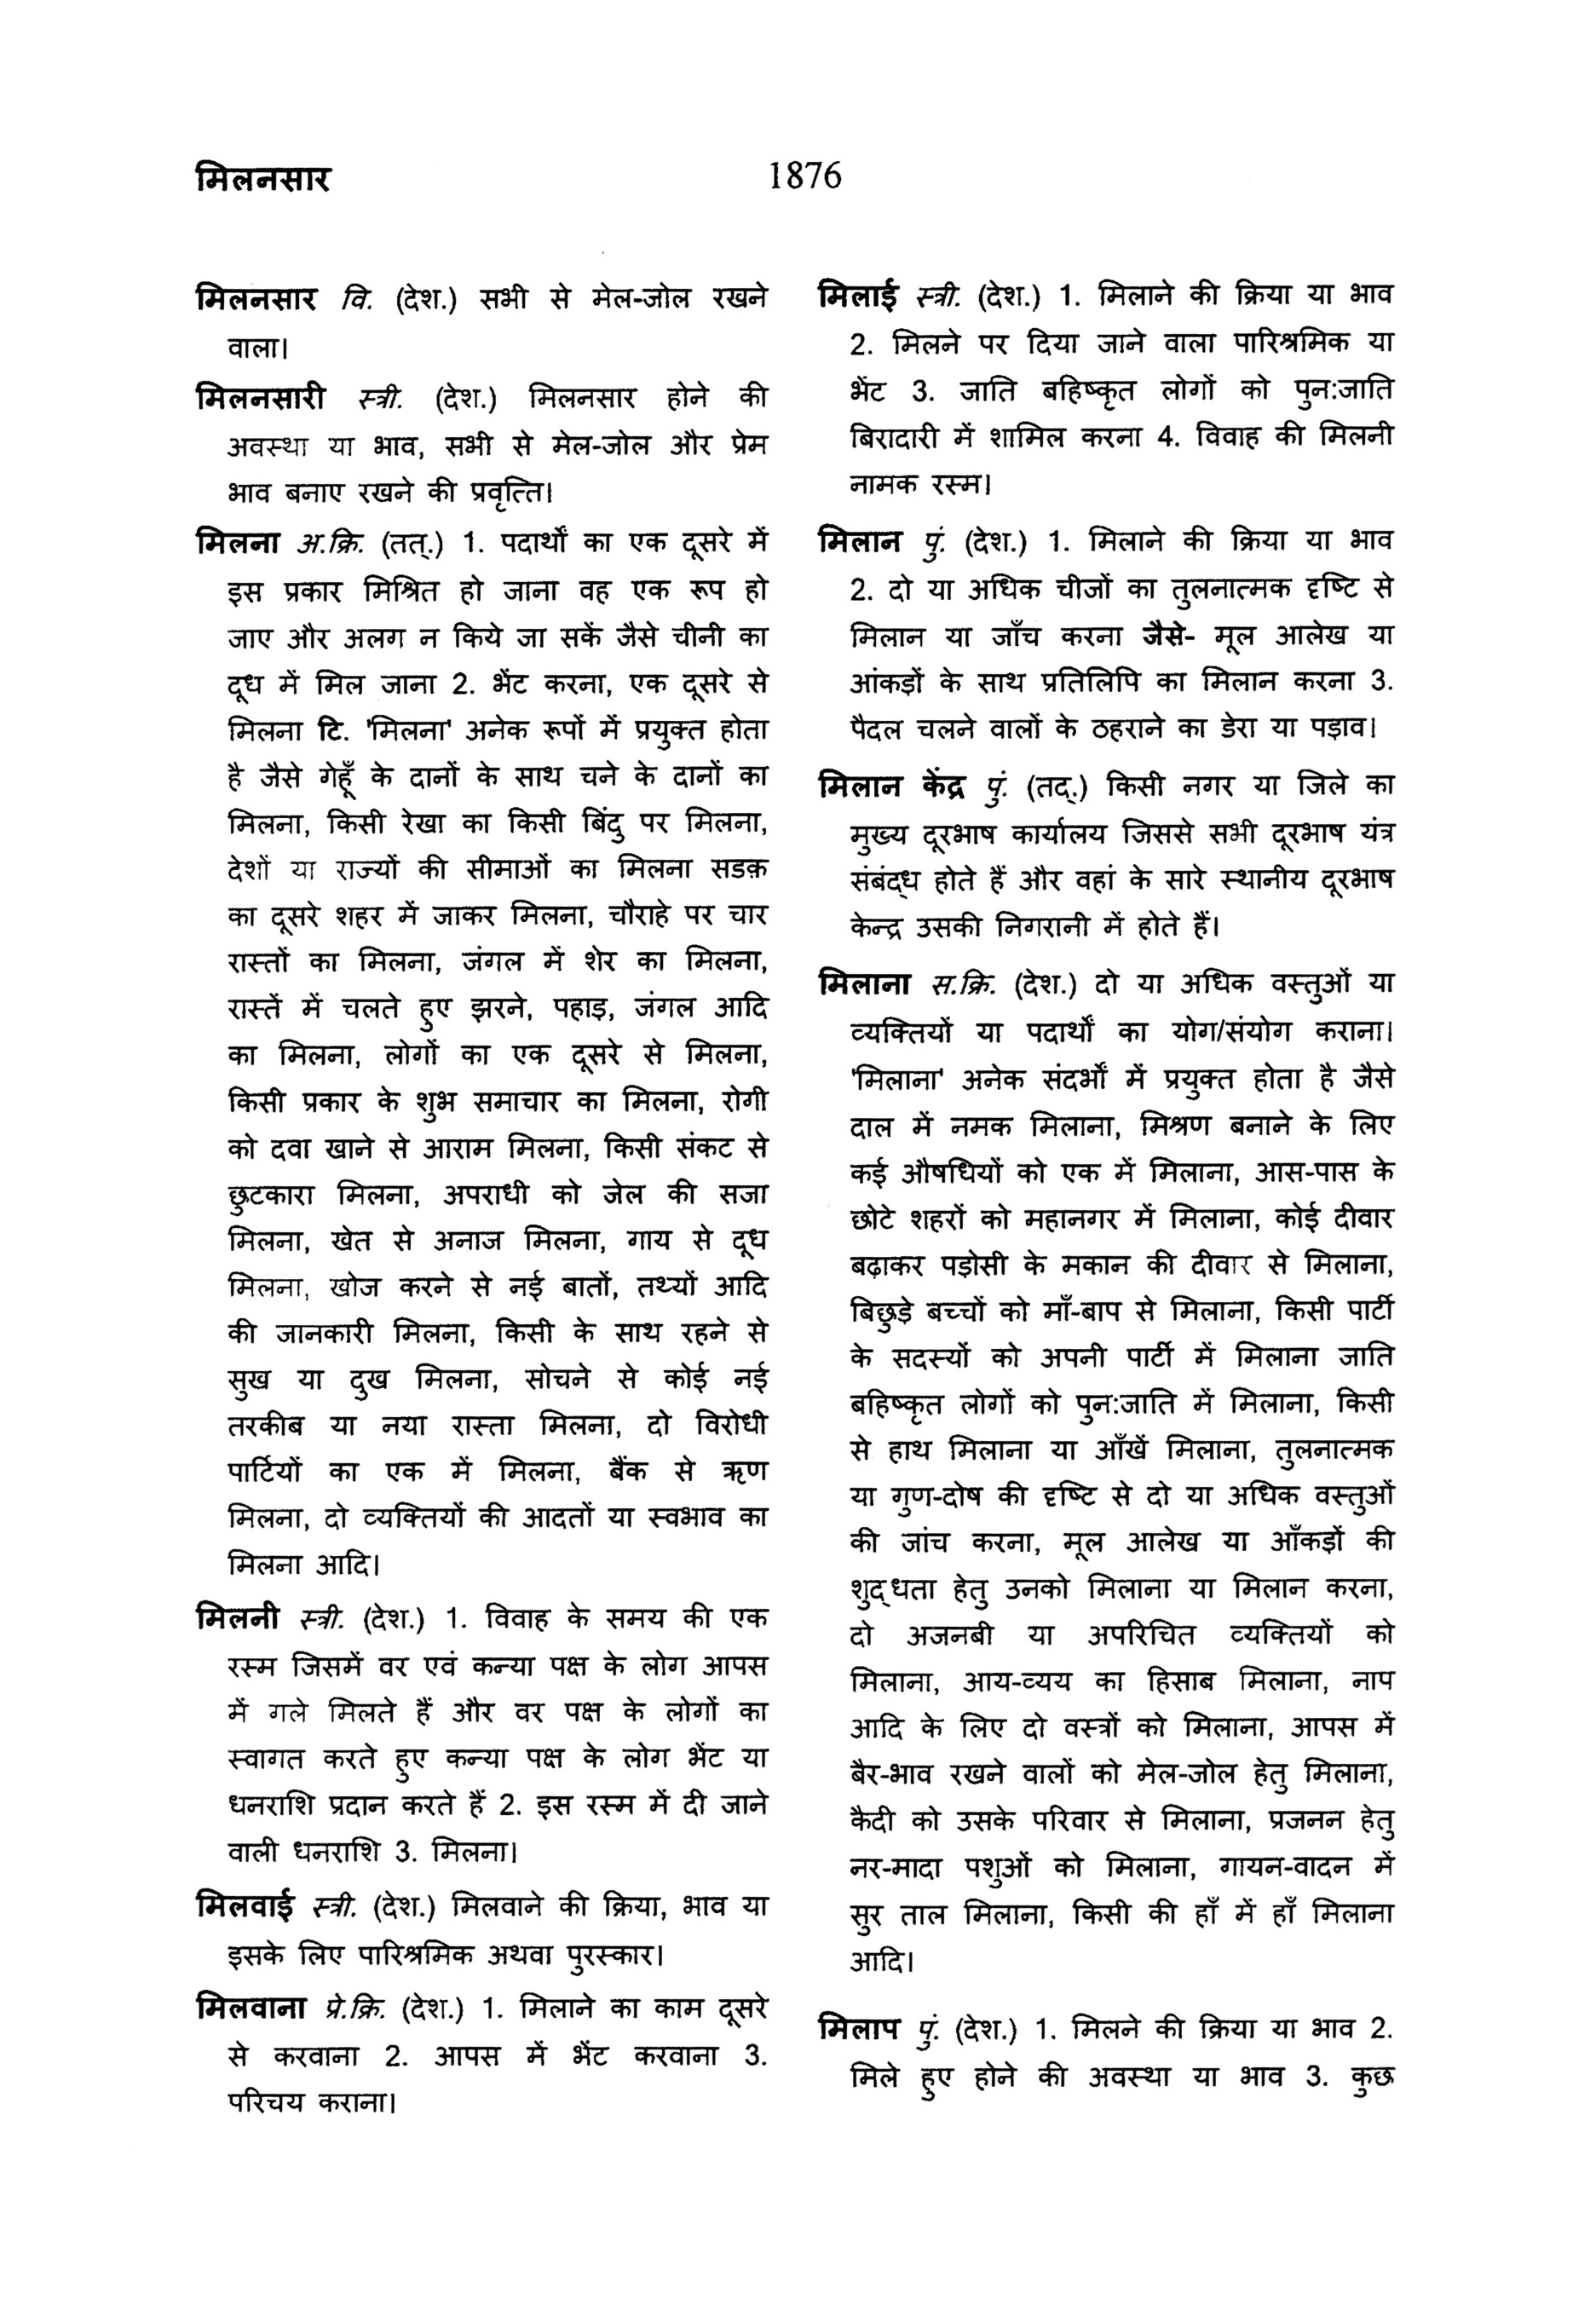 मिलनसार
1876
मिलनसार वि. (देश.) सभी से मेल-जोल रखने
वाला।
मिलनसारी स्त्री. (देश.) मिलनसार होने की
अवस्था या भाव, सभी से मेल-जोल और प्रेम
भाव बनाए रखने की प्रवृत्ति।
मिलना अ.क्रि. (तत्.) 1. पदार्थों का एक दूसरे में
इस प्रकार मिश्रित हो जाना वह एक रूप हो
जाए और अलग न किये जा सकें जैसे चीनी का
दूध में मिल जाना 2. भेंट करना, एक दूसरे से
मिलना टि. 'मिलना' अनेक रूपों में प्रयुक्त होता
है जैसे गेहूँ के दानों के साथ चने के दानों का
मिलना, किसी रेखा का किसी बिंदु पर मिलना,
देशों या राज्यों की सीमाओं का मिलना सडक़
का दूसरे शहर में जाकर मिलना, चौराहे पर चार
रास्तों का मिलना, जंगल में शेर का मिलना,
रास्तें में चलते हुए झरने, पहाड़, जंगल आदि
का मिलना, लोगों का एक दूसरे से मिलना,
किसी प्रकार के शुभ समाचार का मिलना, रोगी
को दवा खाने से आराम मिलना, किसी संकट से
छुटकारा मिलना, अपराधी को जेल की सजा
मिलना, खेत से अनाज मिलना, गाय से दूध
मिलना, खोज करने से नई बातों, तथ्यों आदि
की जानकारी मिलना, किसी के साथ रहने से
सुख या दुख मिलना, सोचने से कोई नई
तरकीब या नया रास्ता मिलना, दो विरोधी
पार्टियों का एक में मिलना, बैंक से ऋण
मिलना, दो व्यक्तियों की आदतों या स्वभाव का
मिलना आदि।
मिलनी स्त्री. (देश.) 1. विवाह के समय की एक
रस्म जिसमें वर एवं कन्या पक्ष के लोग आपस
में गले मिलते हैं और वर पक्ष के लोगों का
स्वागत करते हुए कन्या पक्ष के लोग भेंट या
धनराशि प्रदान करते हैं 2. इस रस्म में दी जाने
वाली धनराशि 3. मिलना।
मिलवाई स्त्री. (देश.) मिलवाने की क्रिया, भाव या
इसके लिए पारिश्रमिक अथवा पुरस्कार।
मिलवाना प्रे.क्रि. (देश.) 1. मिलाने का काम दूसरे
से करवाना 2. आपस में भेंट करवाना 3.
परिचय कराना।
मिलाई स्त्री. (देश.) 1. मिलाने की क्रिया या भाव
2. मिलने पर दिया जाने वाला पारिश्रमिक या
भेंट 3. जाति बहिष्कृत लोगों को पुन:जाति
बिरादारी में शामिल करना 4. विवाह की मिलनी
नामक रस्म।
मिलान पुं. (देश.) 1. मिलाने की क्रिया या भाव
2. दो या अधिक चीजों का तुलनात्मक दृष्टि से
मिलान या जाँच करना जैसे- मूल आलेख या
आंकड़ों के साथ प्रतिलिपि का मिलान करना 3.
पैदल चलने वालों के ठहराने का डेरा या पड़ाव।
मिलान केंद्र पुं. (तद्.) किसी नगर या जिले का
मुख्य दूरभाष कार्यालय जिससे सभी दूरभाष यंत्र
संबंद्ध होते हैं और वहां के सारे स्थानीय दूरभाष
केन्द्र उसकी निगरानी में होते हैं।
मिलाना स.क्रि. (देश.) दो या अधिक वस्तुओं या
व्यक्तियों या पदार्थों का योग/संयोग कराना।
'मिलाना' अनेक संदर्भों में प्रयुक्त होता है जैसे
दाल में नमक मिलाना, मिश्रण बनाने के लिए
कई औषधियों को एक में मिलाना, आस-पास के
छोटे शहरों को महानगर में मिलाना, कोई दीवार
बढ़ाकर पड़ोसी के मकान की दीवार से मिलाना,
बिछुड़े बच्चों को माँ-बाप से मिलाना, किसी पार्टी
के सदस्यों को अपनी पार्टी में मिलाना जाति
बहिष्कृत लोगों को पुन:जाति में मिलाना, किसी
से हाथ मिलाना या आँखें मिलाना, तुलनात्मक
या गुण-दोष की दृष्टि से दो या अधिक वस्तुओं
की जांच करना, मूल आलेख या आँकड़ों की
शुद्धता हेतु उनको मिलाना या मिलान करना,
दो अजनबी या अपरिचित व्यक्तियों को
मिलाना, आय-व्यय का हिसाब मिलाना, नाप
आदि के लिए दो वस्त्रों को मिलाना, आपस में
बैर-भाव रखने वालों को मेल-जोल हेतु मिलाना,
कैदी को उसके परिवार से मिलाना, प्रजनन हेतु
नर-मादा पशुओं को मिलाना, गायन-वादन में
सुर ताल मिलाना, किसी की हाँ में हाँ मिलाना
आदि।
मिलाप पुं. (देश.) 1. मिलने की क्रिया या भाव 2.
मिले हुए होने की अवस्था या भाव 3. कुछ